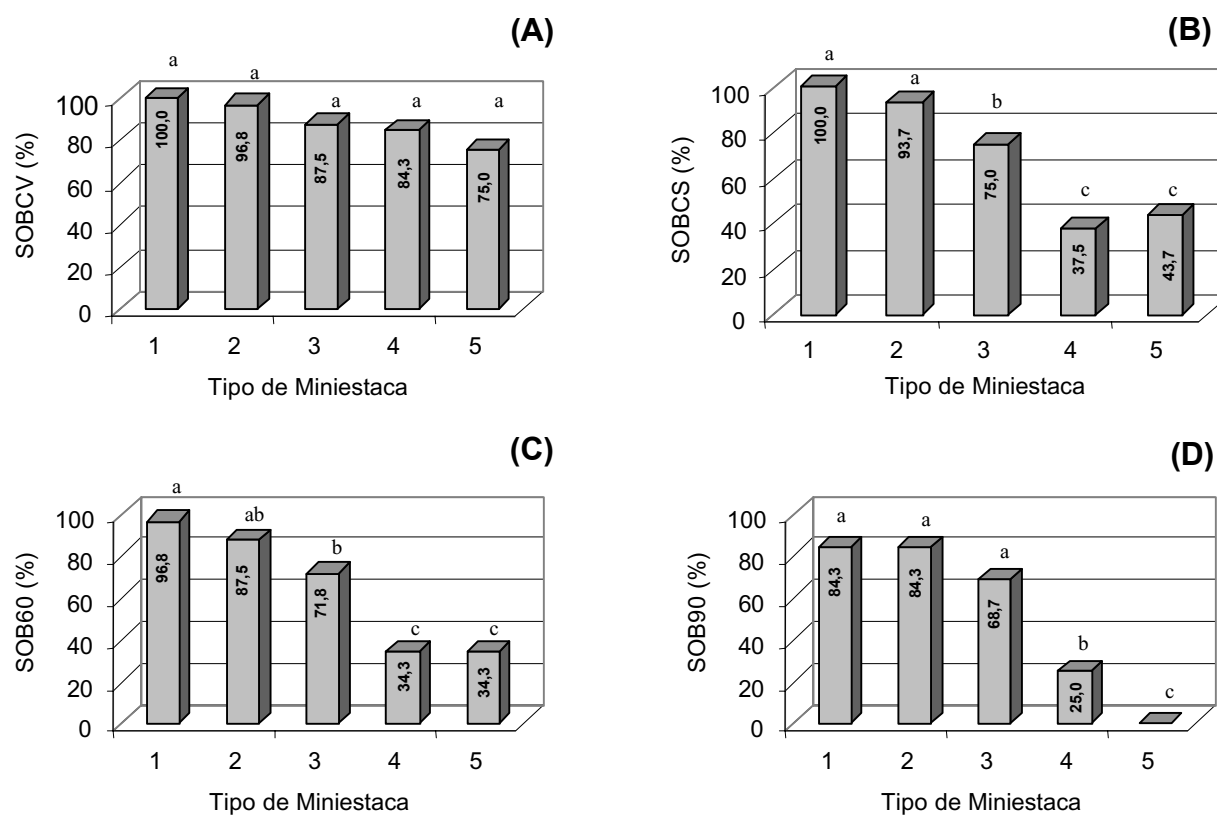 (A)
a a a a a
SOBCV (%)
100
80
60
40
20
0
100,0 96,8 87,5 84,3 75,0
1 2 3 4 5
Tipo de Miniestaca
(B)
a a b c c
SOBCS (%)
100
80
60
40
20
0
100,0 93,7 75,0 37,5 43,7
1 2 3 4 5
Tipo de Miniestaca
(C)
a ab b c c
SOB60 (%)
100
80
60
40
20
0
96,8 87,5 71,8 34,3 34,3
1 2 3 4 5
Tipo de Miniestaca
(D)
a a a b c
SOB90 (%)
100
80
60
40
20
0
84,3 84,3 68,7 25,0
1 2 3 4 5
Tipo de Miniestaca